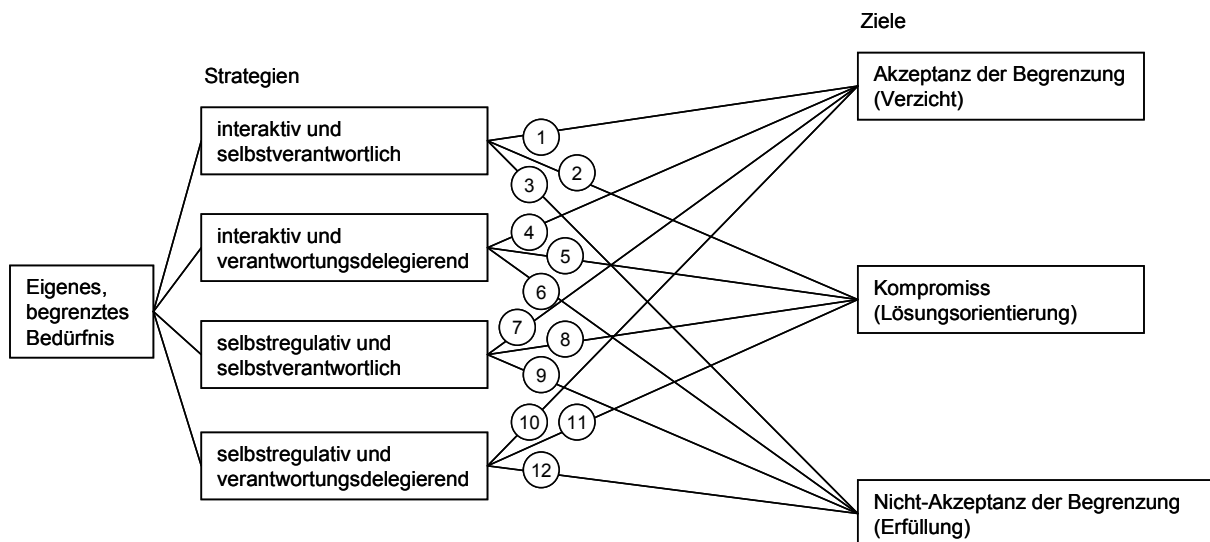 Ziele
Strategien
Akzeptanz der Begrenzung
(Verzicht)
interaktiv und
selbstverantwortlich
1
2
3
interaktiv und
verantwortungsdelegierend
4
5
6
Eigenes,
begrenztes
Bedürfnis
Kompromiss
(Lösungsorientierung)
selbstregulativ und
selbstverantwortlich
7
8
9
selbstregulativ und
verantwortungsdelegierend
10
11
12
Nicht-Akzeptanz der Begrenzung
(Erfüllung)